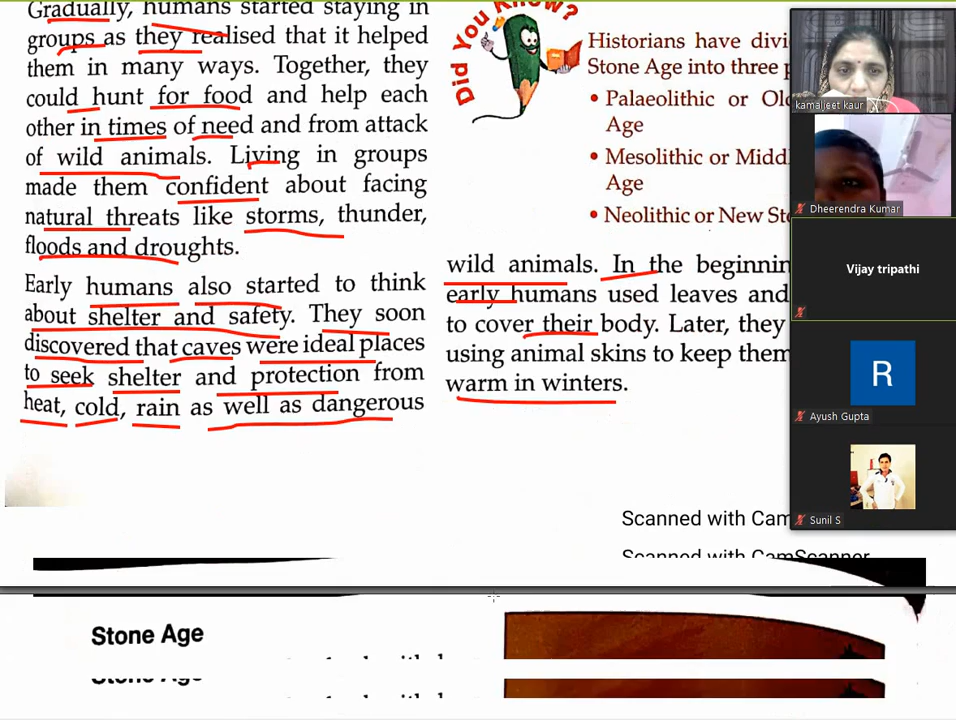 Gradually, humans started staying in
groups as they realised that it helped
them in many ways. Together, they
could hunt for food and help each
other in times of need and from attack
of wild animals. Living in groups
made them confident about facing
natural threats like storms, thunder,
floods and droughts.
Early humans also started to think
about shelter and safety. They soon
discovered that caves were ideal places
to seek shelter and protection from
heat, cold, rain as well as dangerous
Did You Know?
Historians have divi
Stone Age into three p
• Palaeolithic or Ol
Age
• Mesolithic or Midd
Age
• Neolithic or New Sto
wild animals. In the beginnin
early humans used leaves and
to cover their body. Later, they
using animal skins to keep them
warm in winters.
Scanned with Cam
Scanned with CamScanner
Stone Age
Stone Age
kamaljeet kaur
Dheerendra Kumar
Vijay tripathi
R
Ayush Gupta
Sunil S